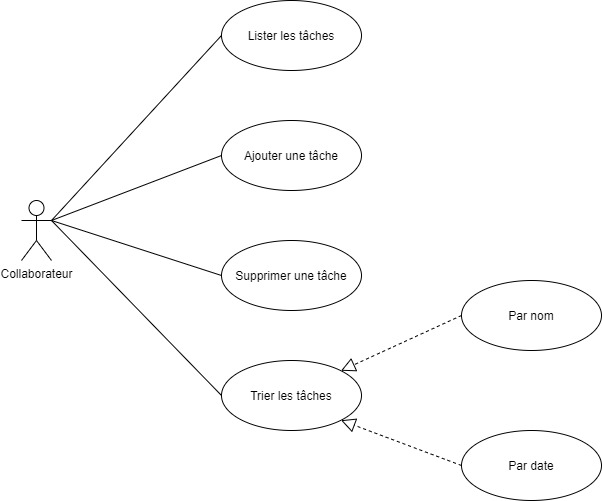 Lister les tâches
Ajouter une tâche
Collaborateur
Supprimer une tâche
Par nom
Trier les tâches
Par date